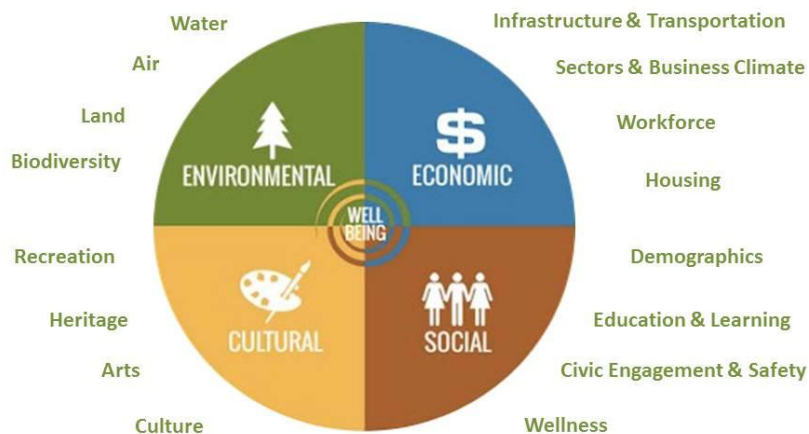 Water
Air
Land
Biodiversity
Infrastructure & Transportation
Sectors & Business Climate
Workforce
Housing
ENVIRONMENTAL
ECONOMIC
WELL
BEING
CULTURAL
SOCIAL
Recreation
Heritage
Arts
Culture
Demographics
Education & Learning
Civic Engagement & Safety
Wellness